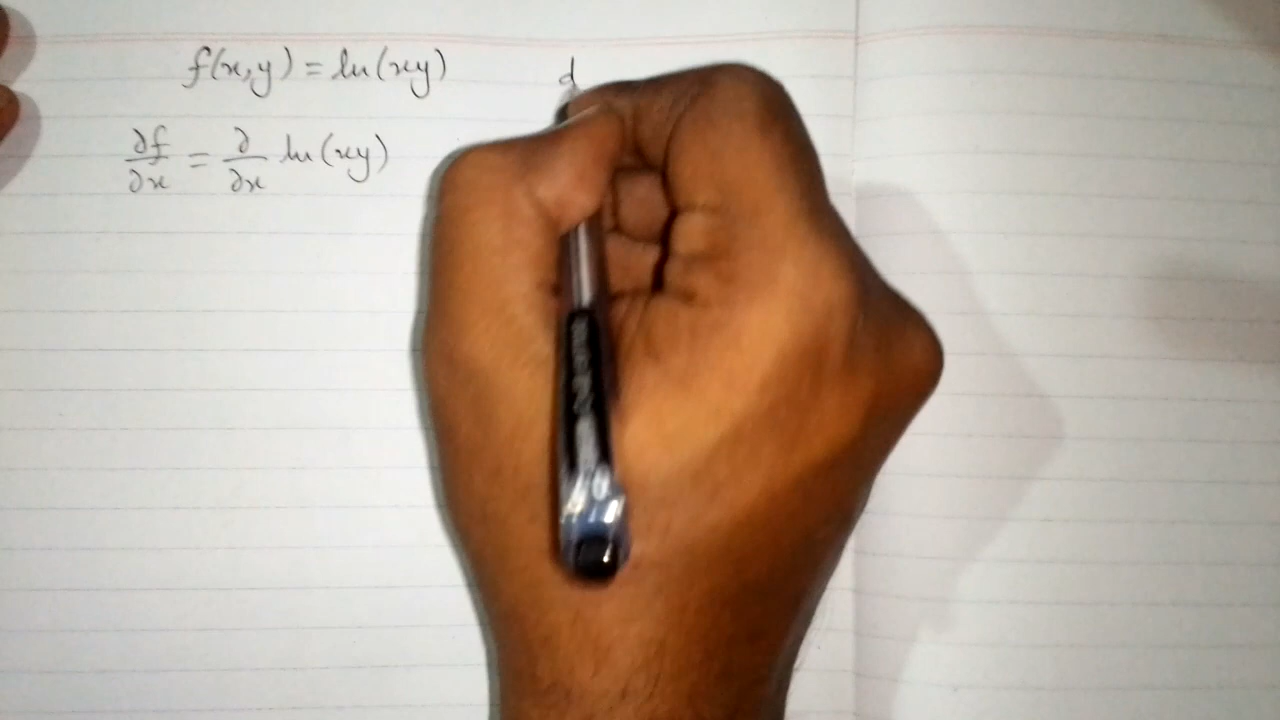 f(x,y) = ln(xy)
d
∂f/∂x = ∂/∂x ln(xy)